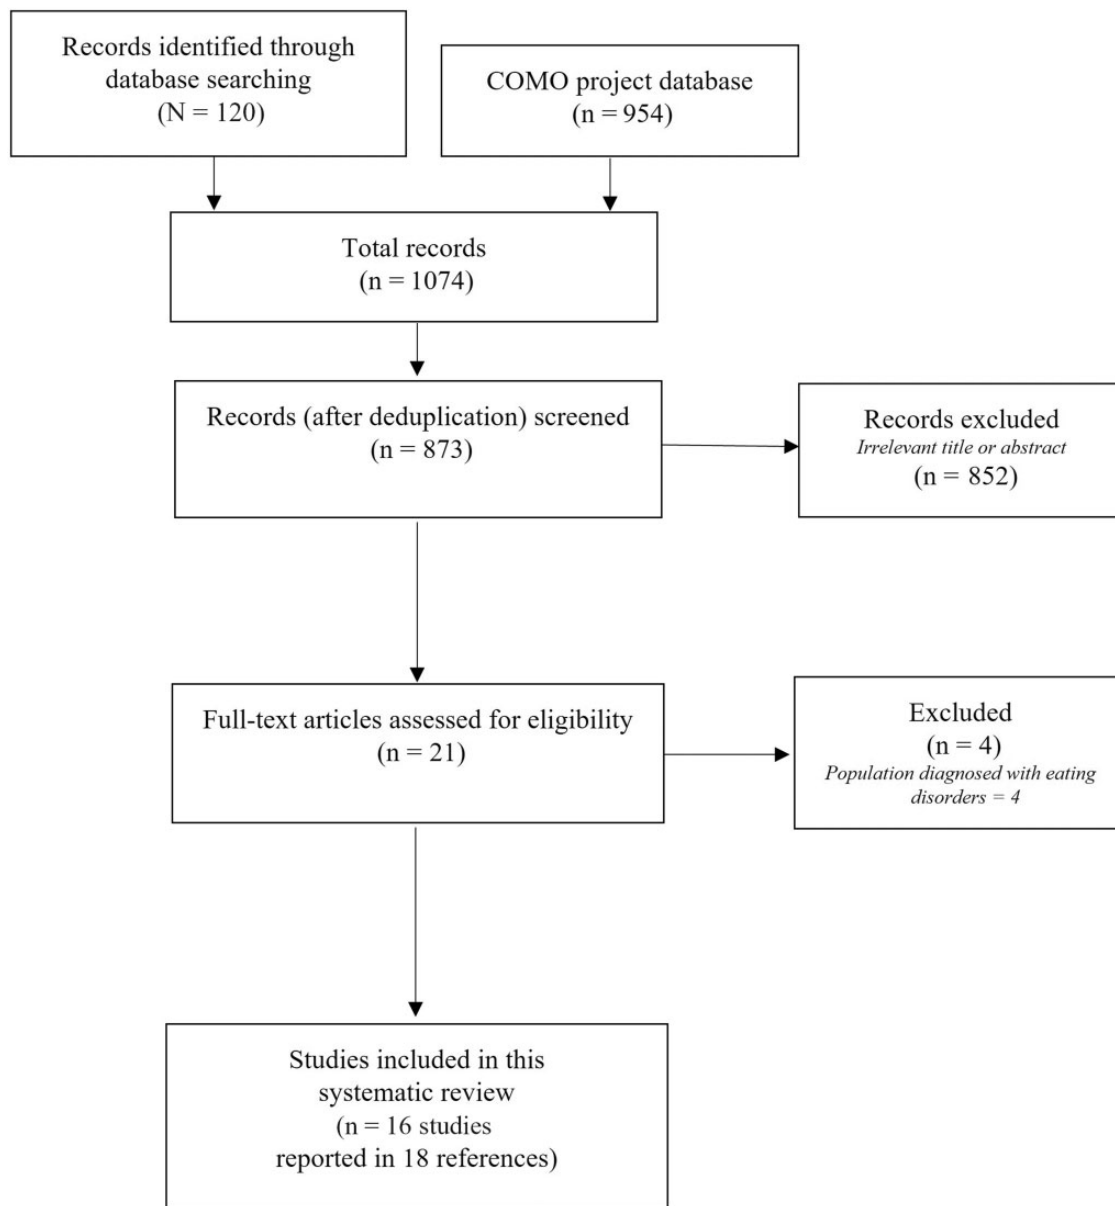 Records identified through
database searching
(N = 120)
COMO project database
(n = 954)
Total records
(n = 1074)
Records (after deduplication) screened
(n = 873)
Records excluded
Irrelevant title or abstract
(n = 852)
Full-text articles assessed for eligibility
(n = 21)
Excluded
(n = 4)
Population diagnosed with eating
disorders = 4
Studies included in this
systematic review
(n = 16 studies
reported in 18 references)